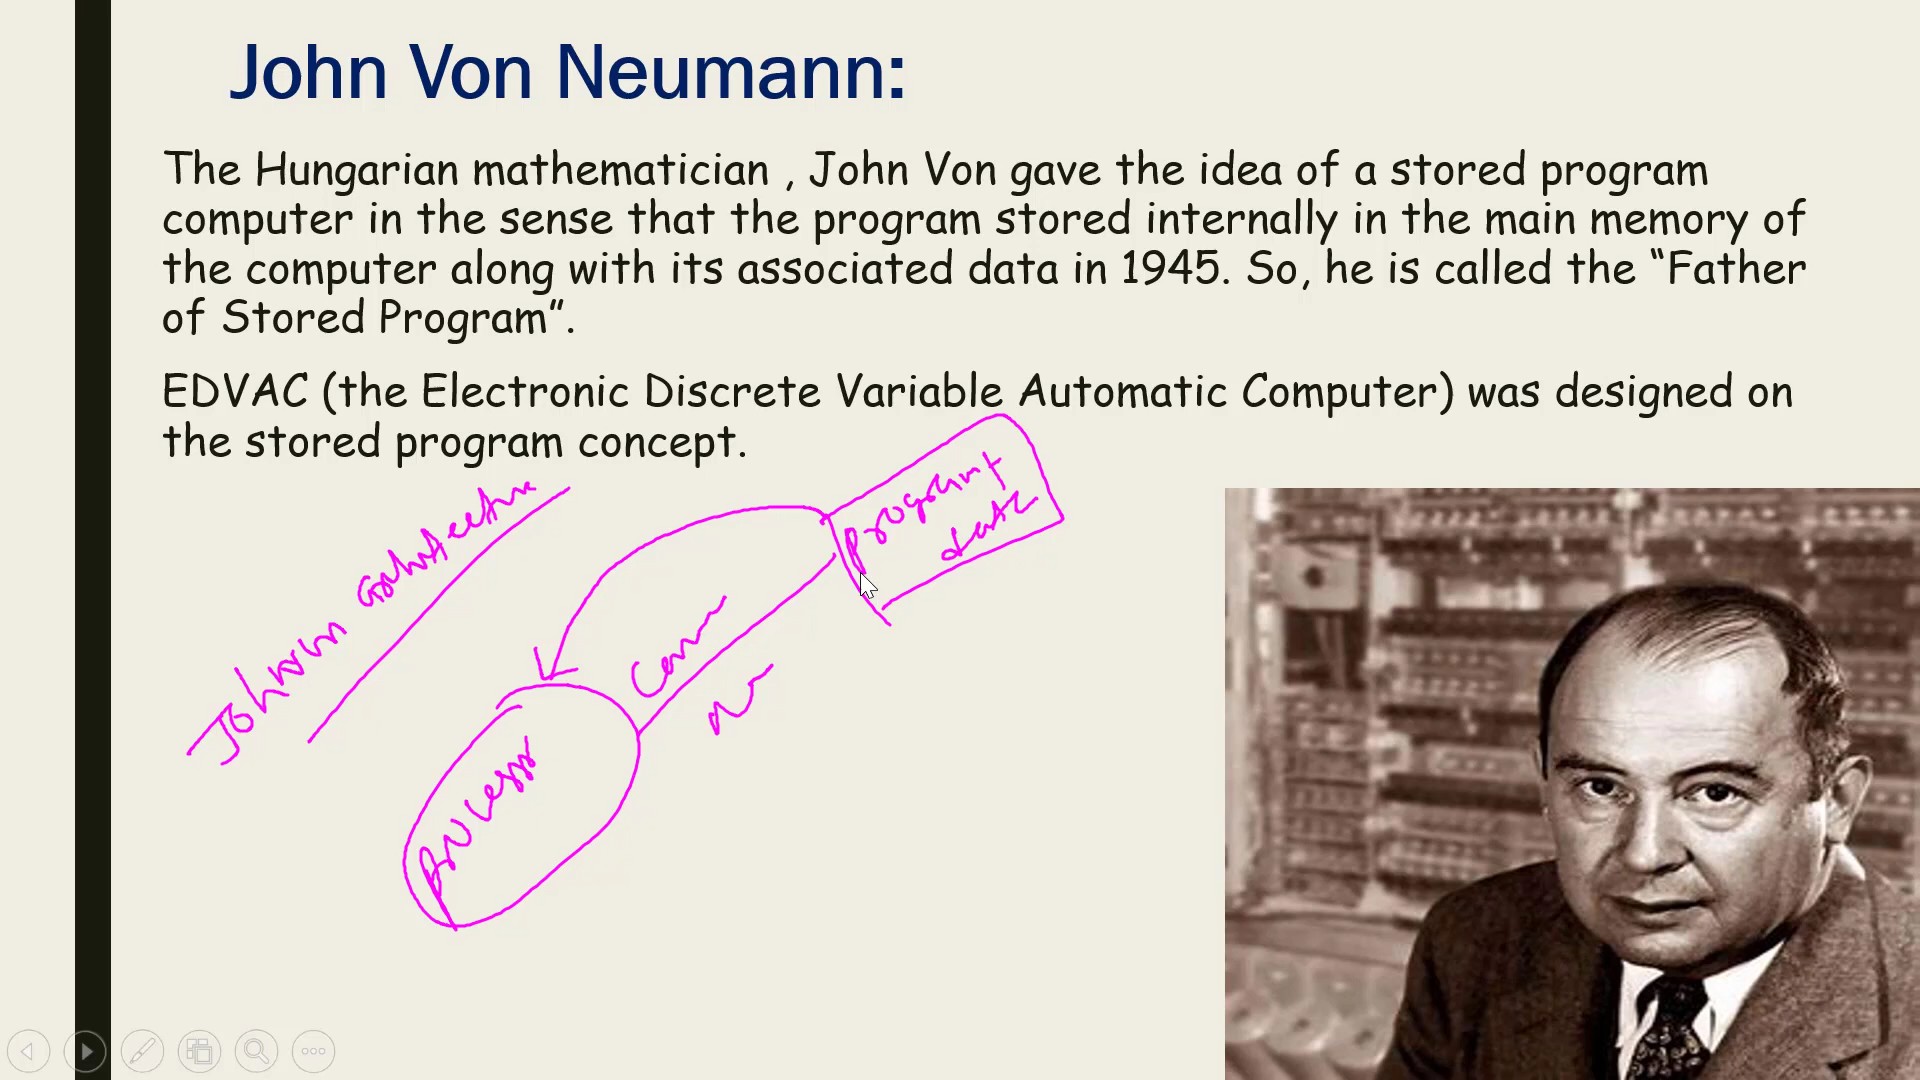 John Von Neumann:
The Hungarian mathematician , John Von gave the idea of a stored program
computer in the sense that the program stored internally in the main memory of
the computer along with its associated data in 1945. So, he is called the “Father
of Stored Program”.
EDVAC (the Electronic Discrete Variable Automatic Computer) was designed on
the stored program concept.
program +
data